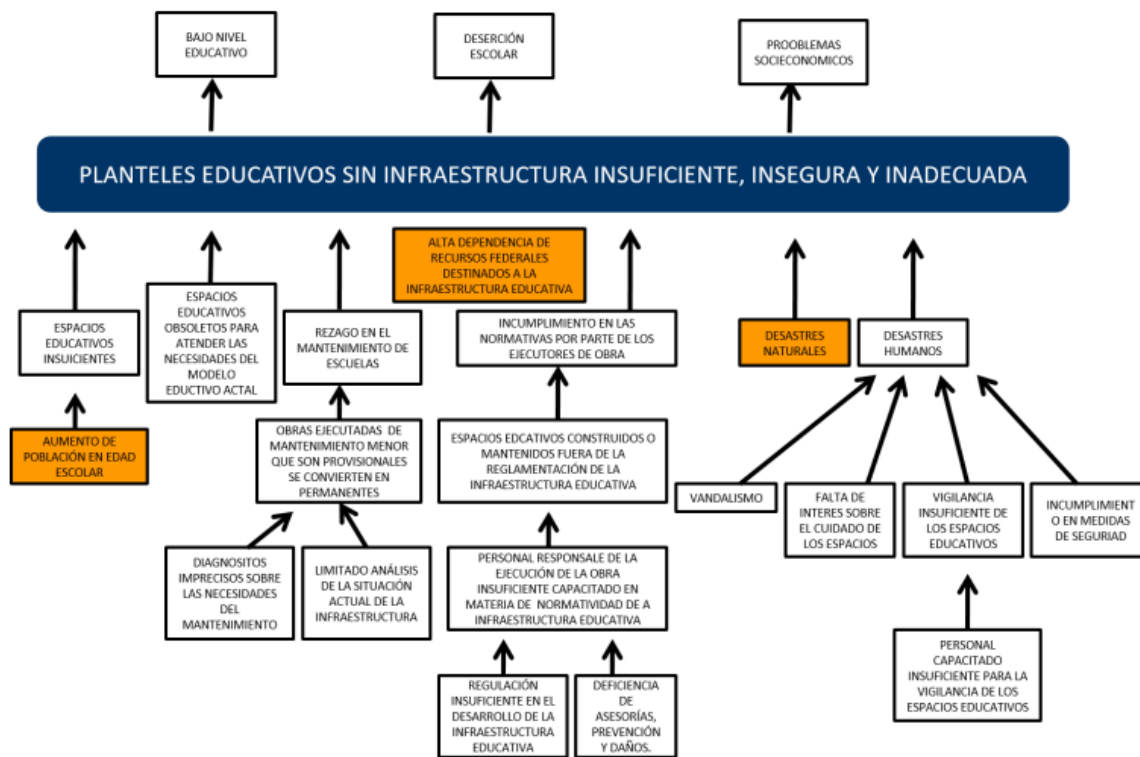 BAJO NIVEL
EDUCATIVO
DESERCIÓN
ESCOLAR
PROOBLEMAS
SOCIECONOMICOS
PLANTELES EDUCATIVOS SIN INFRAESTRUCTURA INSUFICIENTE, INSEGURA Y INADECUADA
ESPACIOS
EDUCATIVOS
INSUICIENTES
ESPACIOS
EDUCATIVOS
OBSOLETOS PARA
ATENDER LAS
NECESIDADES DEL
MODELO
EDUCTIVO ACTAL
REZAGO EN EL
MANTENIMIENTO DE
ESCUELAS
ALTA DEPENDENCIA DE
RECURSOS FEDERALES
DESTINADOS A LA
INFRAESTRUCTURA EDUCATIVA
INCUMPLIMIENTO EN LAS
NORMATIVAS POR PARTE DE LOS
EJECUTORES DE OBRA
DESASTRES
NATURALES
DESASTRES
HUMANOS
AUMENTO DE
POBLACIÓN EN EDAD
ESCOLAR
OBRAS EJECUTADAS DE
MANTENIMIENTO MENOR
QUE SON PROVISIONALES
SE CONVIERTEN EN
PERMANENTES
ESPACIOS EDCATIVOS CONSTRUIDOS O
MANTENIDOS FUERA DE LA
REGLAMENTACIÓN DE LA
INFRAESTRUCTURA EDUCATIVA
VANDALISMO
FALTA DE
INTERES SOBRE
EL CUIDADO DE
LOS ESPACIOS
VIGILANCIA
INSUFICIENTE DE
LOS ESPACIOS
EDUCATIVOS
INCUMPLIMIENT
O EN MEDIDAS
DE SEGURIAD
DIAGNOSITOS
IMPRECISOS SOBRE
LAS NECESIDADES
DEL
MANTENIMIENTO
LIMITADO ANÁLISIS
DE LA SITUACIÓN
ACTUAL DE LA
INFRAESTRUCTURA
PERSONAL RESPONSALE DE LA
EJECUCIÓN DE LA OBRA
INSUFICIENTE CAPACITADO EN
MATERIA DE NORMATIVIDAD DE A
INFRAESTRUCTURA EDUCATIVA
REGULACIÓN
INSUFICIENTE EN EL
DESARROLLO DE LA
INFRAESTRUCTURA
EDUCATIVA
DEFICIENCIA
DE
ASESORÍAS,
PREVENCIÓN
Y DAÑOS.
PERSONAL
CAPACITADO
INSUFICIENTE PARA LA
VIGILANCIA DE LOS
ESPACIOS EDUCATIVOS